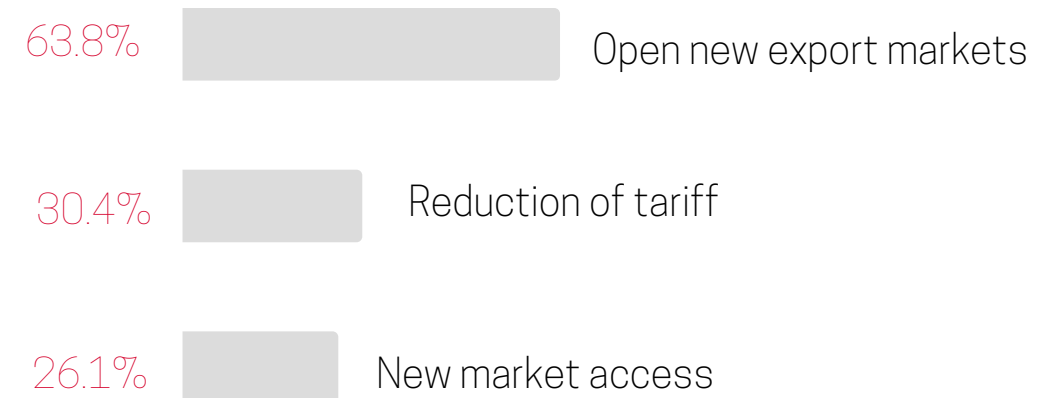 63.8% Open new export markets
30.4% Reduction of tariff
26.1% New market access